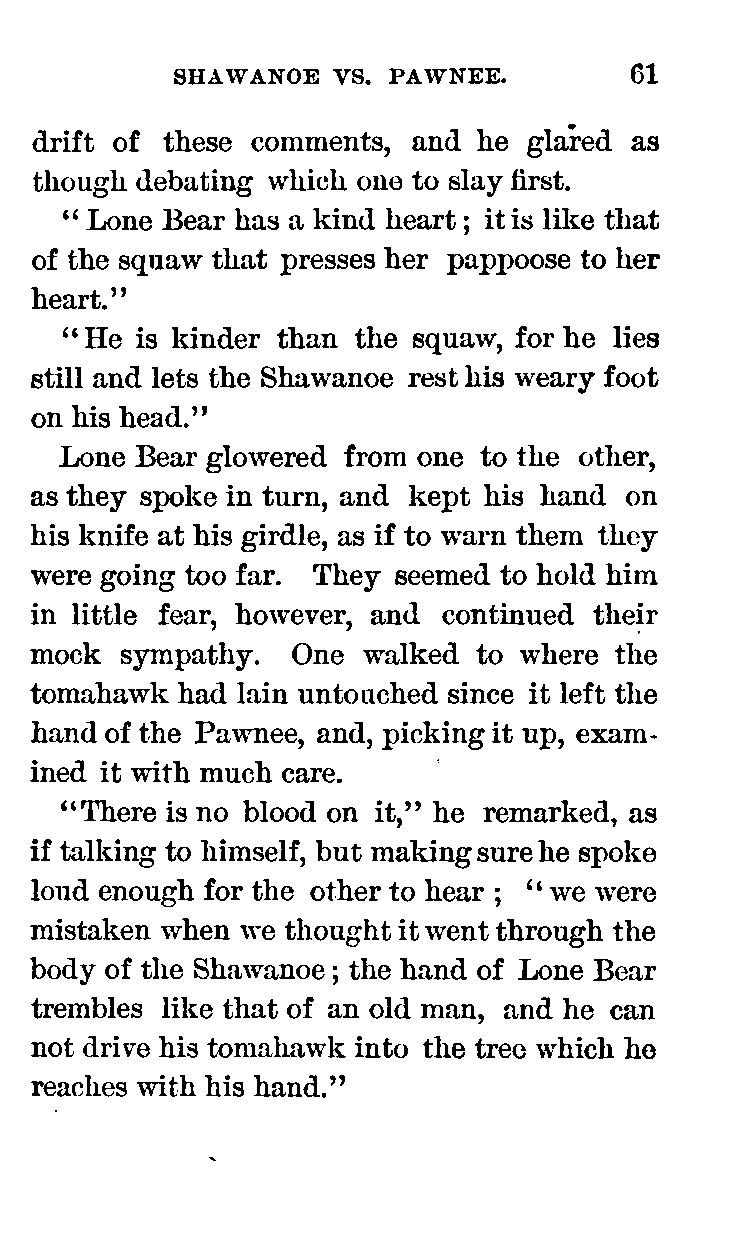 SHAWANOE VS. PAWNEE. 61
drift of these comments, and he glared as
though debating which one to slay first.
"Lone Bear has a kind heart; it is like that
of the squaw that presses her pappoose to her
heart."
"He is kinder than the squaw, for he lies
still and lets the Shawanoe rest his weary foot
on his head."
Lone Bear glowered from one to the other,
as they spoke in turn, and kept his hand on
his knife at his girdle, as if to warn them they
were going too far. They seemed to hold him
in little fear, however, and continued their
mock sympathy. One walked to where the
tomahawk had lain untouched since it left the
hand of the Pawnee, and, picking it up, exam-
ined it with much care.
"There is no blood on it," he remarked, as
if talking to himself, but making sure he spoke
loud enough for the other to hear; "we were
mistaken when we thought it went through the
body of the Shawanoe; the hand of Lone Bear
trembles like that of an old man, and he can
not drive his tomahawk into the tree which he
reaches with his hand."